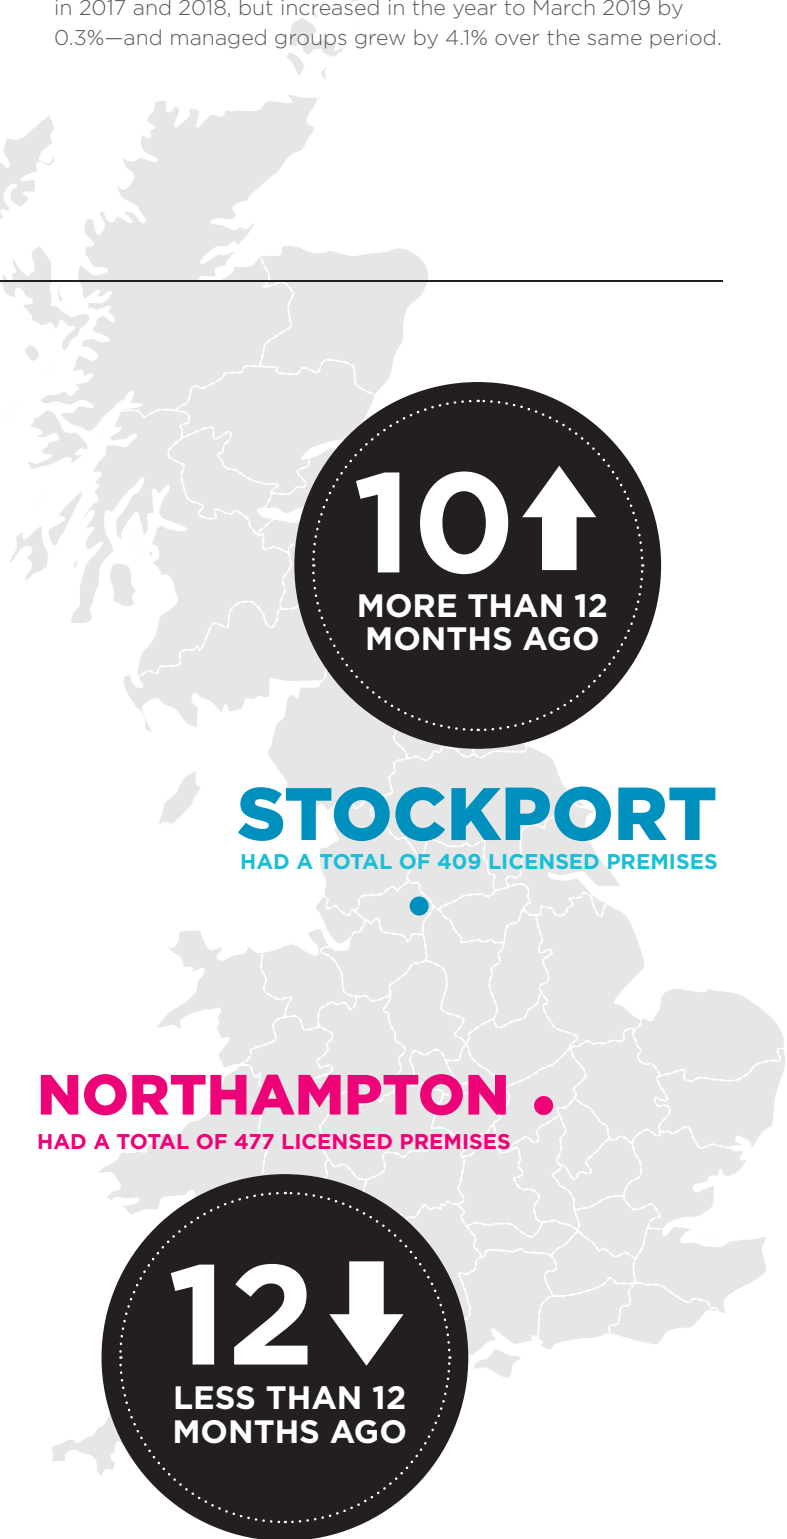 in 2017 and 2018, but increased in the year to March 2019 by
0.3%—and managed groups grew by 4.1% over the same period.
10
MORE THAN 12
MONTHS AGO
STOCKPORT
HAD A TOTAL OF 409 LICENSED PREMISES
NORTHAMPTON
HAD A TOTAL OF 477 LICENSED PREMISES
12
LESS THAN 12
MONTHS AGO